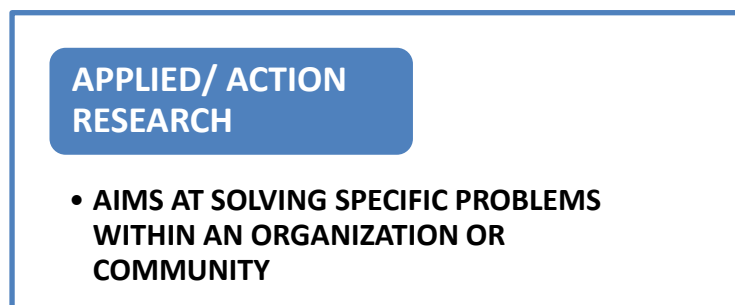 APPLIED/ ACTION
RESEARCH
• AIMS AT SOLVING SPECIFIC PROBLEMS
WITHIN AN ORGANIZATION OR
COMMUNITY